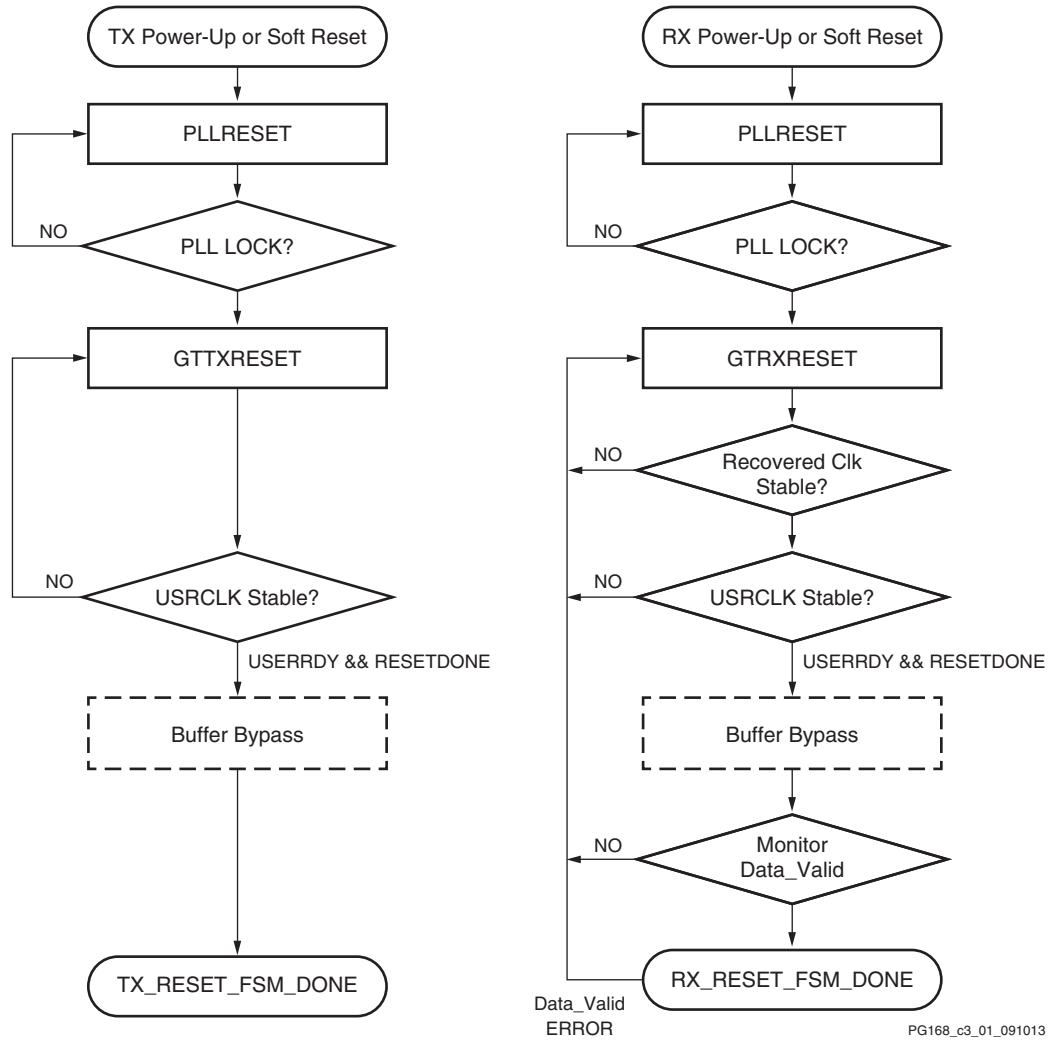 TX Power-Up or Soft Reset
PLLRESET
NO
PLL LOCK?
GTTXRESET
NO
USRCLK Stable?
USERRDY && RESETDONE
Buffer Bypass
TX_RESET_FSM_DONE
RX Power-Up or Soft Reset
PLLRESET
NO
PLL LOCK?
GTRXRESET
NO
Recovered Clk
Stable?
NO
USRCLK Stable?
USERRDY && RESETDONE
Buffer Bypass
NO
Monitor
Data_Valid
RX_RESET_FSM_DONE
Data_Valid
ERROR
PG168_c3_01_091013